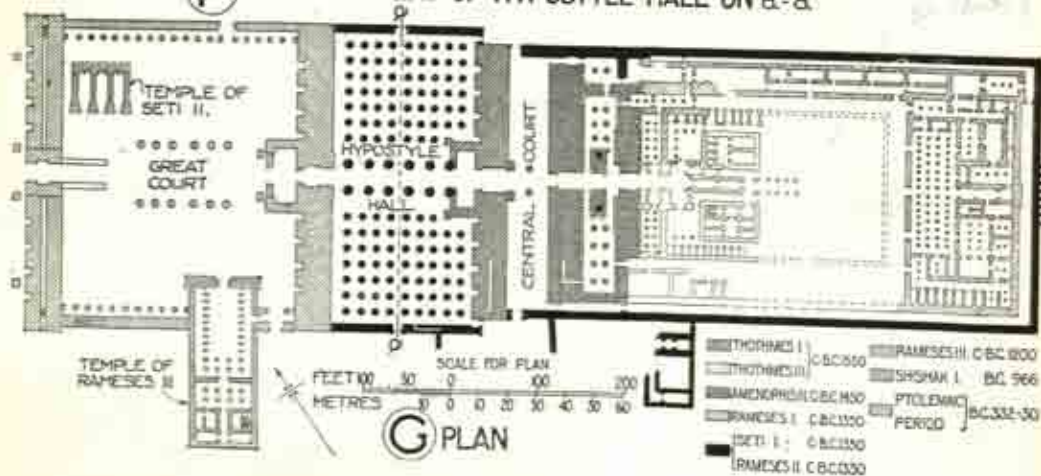 HYPOSTYLE HALL ON a-a
TEMPLE OF
SETI II.
GREAT
COURT
HYPOSTYLE
HALL
CENTRAL COURT
TEMPLE OF
RAMESES III
SCALE FOR PLAN
FEET 100 50 0 100 200
METRES 10 0 10 20 30 40 50 60
G PLAN
THOTHMES I.
THOTHMES III.
C·B.C.1550
AMENOPHIS III. C·B.C.1450
RAMESES I. C·B.C.1350
SETI I. C·B.C.1350
RAMESES II. C·B.C.1330
RAMESES III. C·B.C. 1200
SHISHAK I. B.C. 966
PTOLEMAIC
PERIOD
B.C.332-30